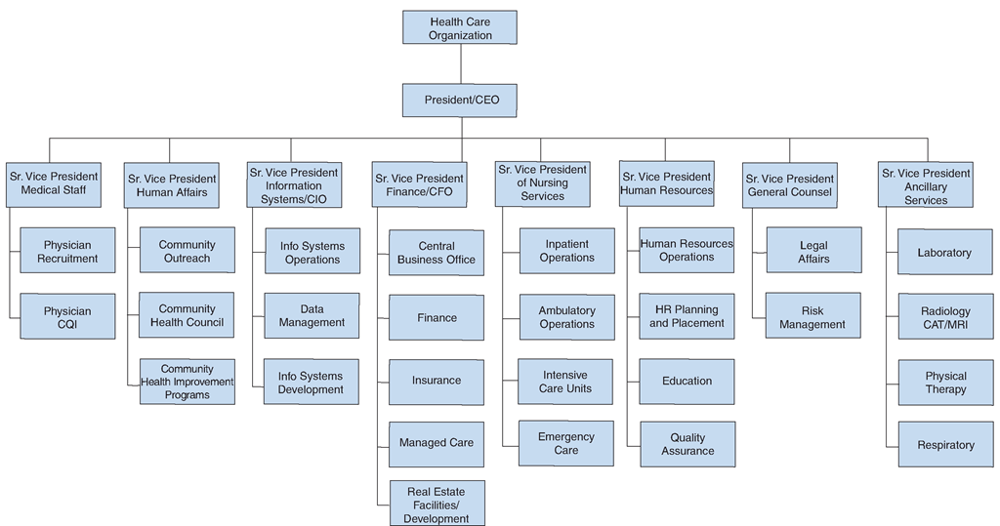 Health Care
Organization
President/CEO
Sr. Vice President
Medical Staff
Physician
Recruitment
Physician
CQI
Sr. Vice President
Human Affairs
Community
Outreach
Community
Health Council
Community
Health Improvement
Programs
Sr. Vice President
Information
Systems/CIO
Info Systems
Operations
Data
Management
Info Systems
Development
Sr. Vice President
Finance/CFO
Central
Business Office
Finance
Insurance
Managed Care
Real Estate
Facilities/
Development
Sr. Vice President
of Nursing
Services
Inpatient
Operations
Ambulatory
Operations
Intensive
Care Units
Emergency
Care
Sr. Vice President
Human Resources
Human Resources
Operations
HR Planning
and Placement
Education
Quality
Assurance
Sr. Vice President
General Counsel
Legal
Affairs
Risk
Management
Sr. Vice President
Ancillary
Services
Laboratory
Radiology
CAT/MRI
Physical
Therapy
Respiratory